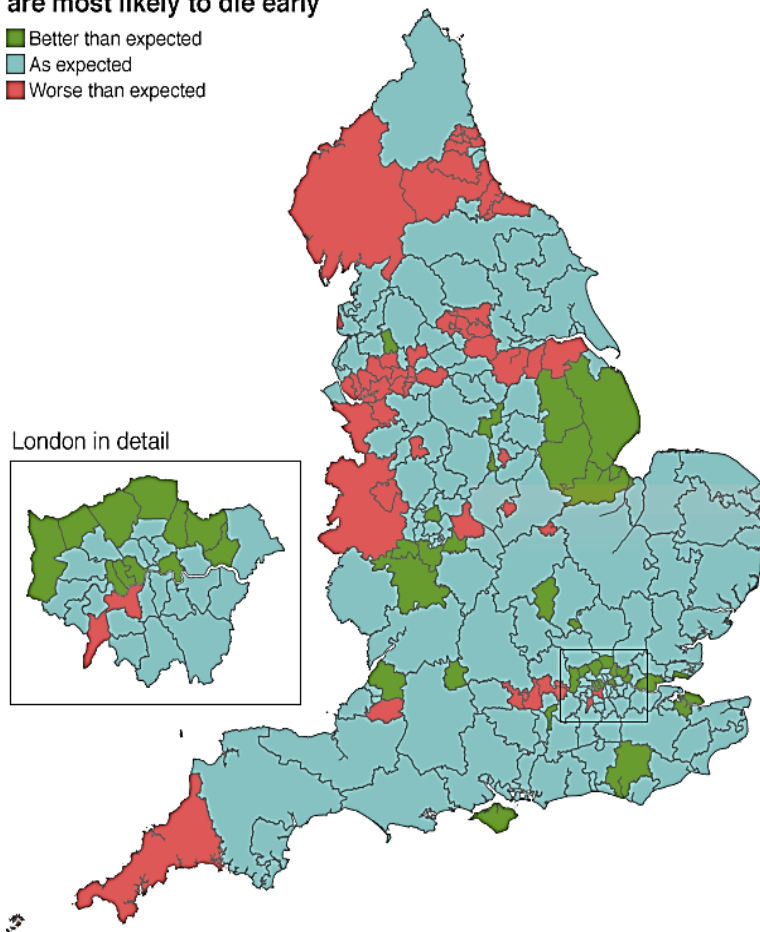 are most likely to die early
Better than expected
As expected
Worse than expected
London in detail